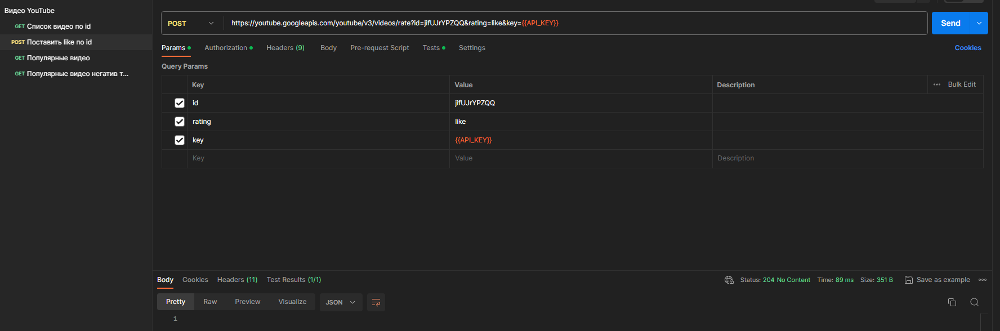 Видео YouTube
GET Список видео по id
POST Поставить like по id
GET Популярные видео
GET Популярные видео негатив т...
POST https://youtube.googleapis.com/youtube/v3/videos/rate?id=jifUJrYPZQQ&rating=like&key={{API_KEY}} Send
Params Authorization Headers (9) Body Pre-request Script Tests Settings Cookies
Query Params
Key Value Description ... Bulk Edit
id jifUJrYPZQQ
rating like
key {{API_KEY}}
Key Value Description
Body Cookies Headers (11) Test Results (1/1) Status: 204 No Content Time: 89 ms Size: 351 B Save as example
Pretty Raw Preview Visualize JSON
1